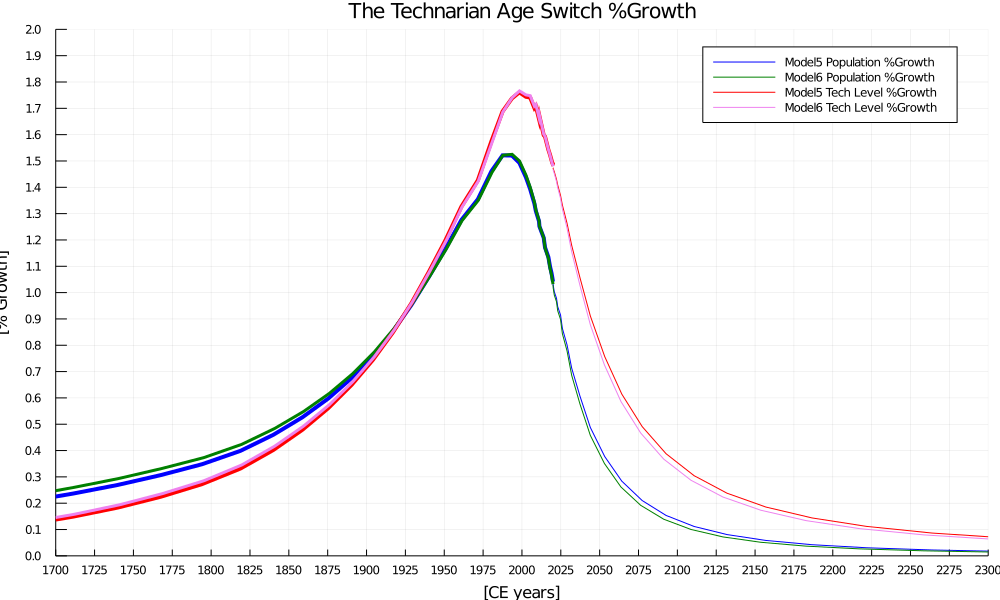 The Technarian Age Switch %Growth
2.0
1.9
1.8
1.7
1.6
1.5
1.4
1.3
1.2
1.1
1.0
0.9
0.8
0.7
0.6
0.5
0.4
0.3
0.2
0.1
0.0
[% Growth]
Model5 Population %Growth
Model6 Population %Growth
Model5 Tech Level %Growth
Model6 Tech Level %Growth
1700 1725 1750 1775 1800 1825 1850 1875 1900 1925 1950 1975 2000 2025 2050 2075 2100 2125 2150 2175 2200 2225 2250 2275 2300
[CE years]